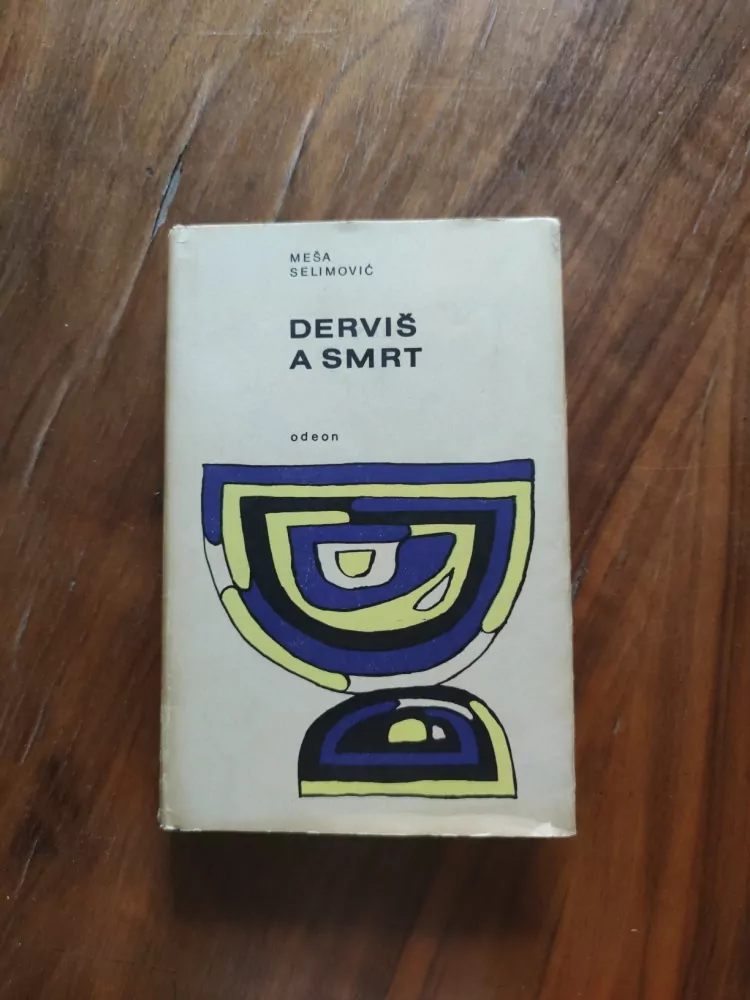 MEŠA
SELIMOVIĆ
DERVIŠ
A SMRT
odeon